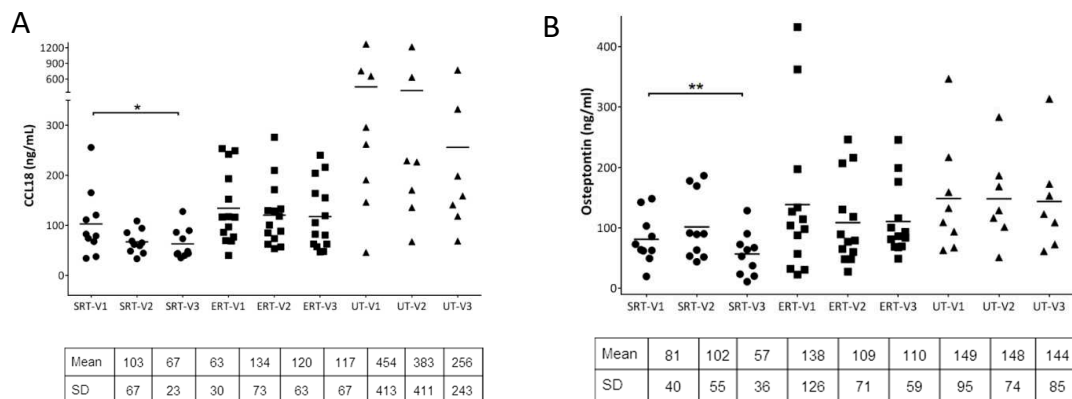 A
CCL18 (ng/mL)
1200
900
600
300
200
100
0
*
SRT-V1 SRT-V2 SRT-V3 ERT-V1 ERT-V2 ERT-V3 UT-V1 UT-V2 UT-V3
Mean 103 67 63 134 120 117 454 383 256
SD 67 23 30 73 63 67 413 411 243
B
Osteptontin (ng/ml)
400
300
200
100
0
**
SRT-V1 SRT-V2 SRT-V3 ERT-V1 ERT-V2 ERT-V3 UT-V1 UT-V2 UT-V3
Mean 81 102 57 138 109 110 149 148 144
SD 40 55 36 126 71 59 95 74 85